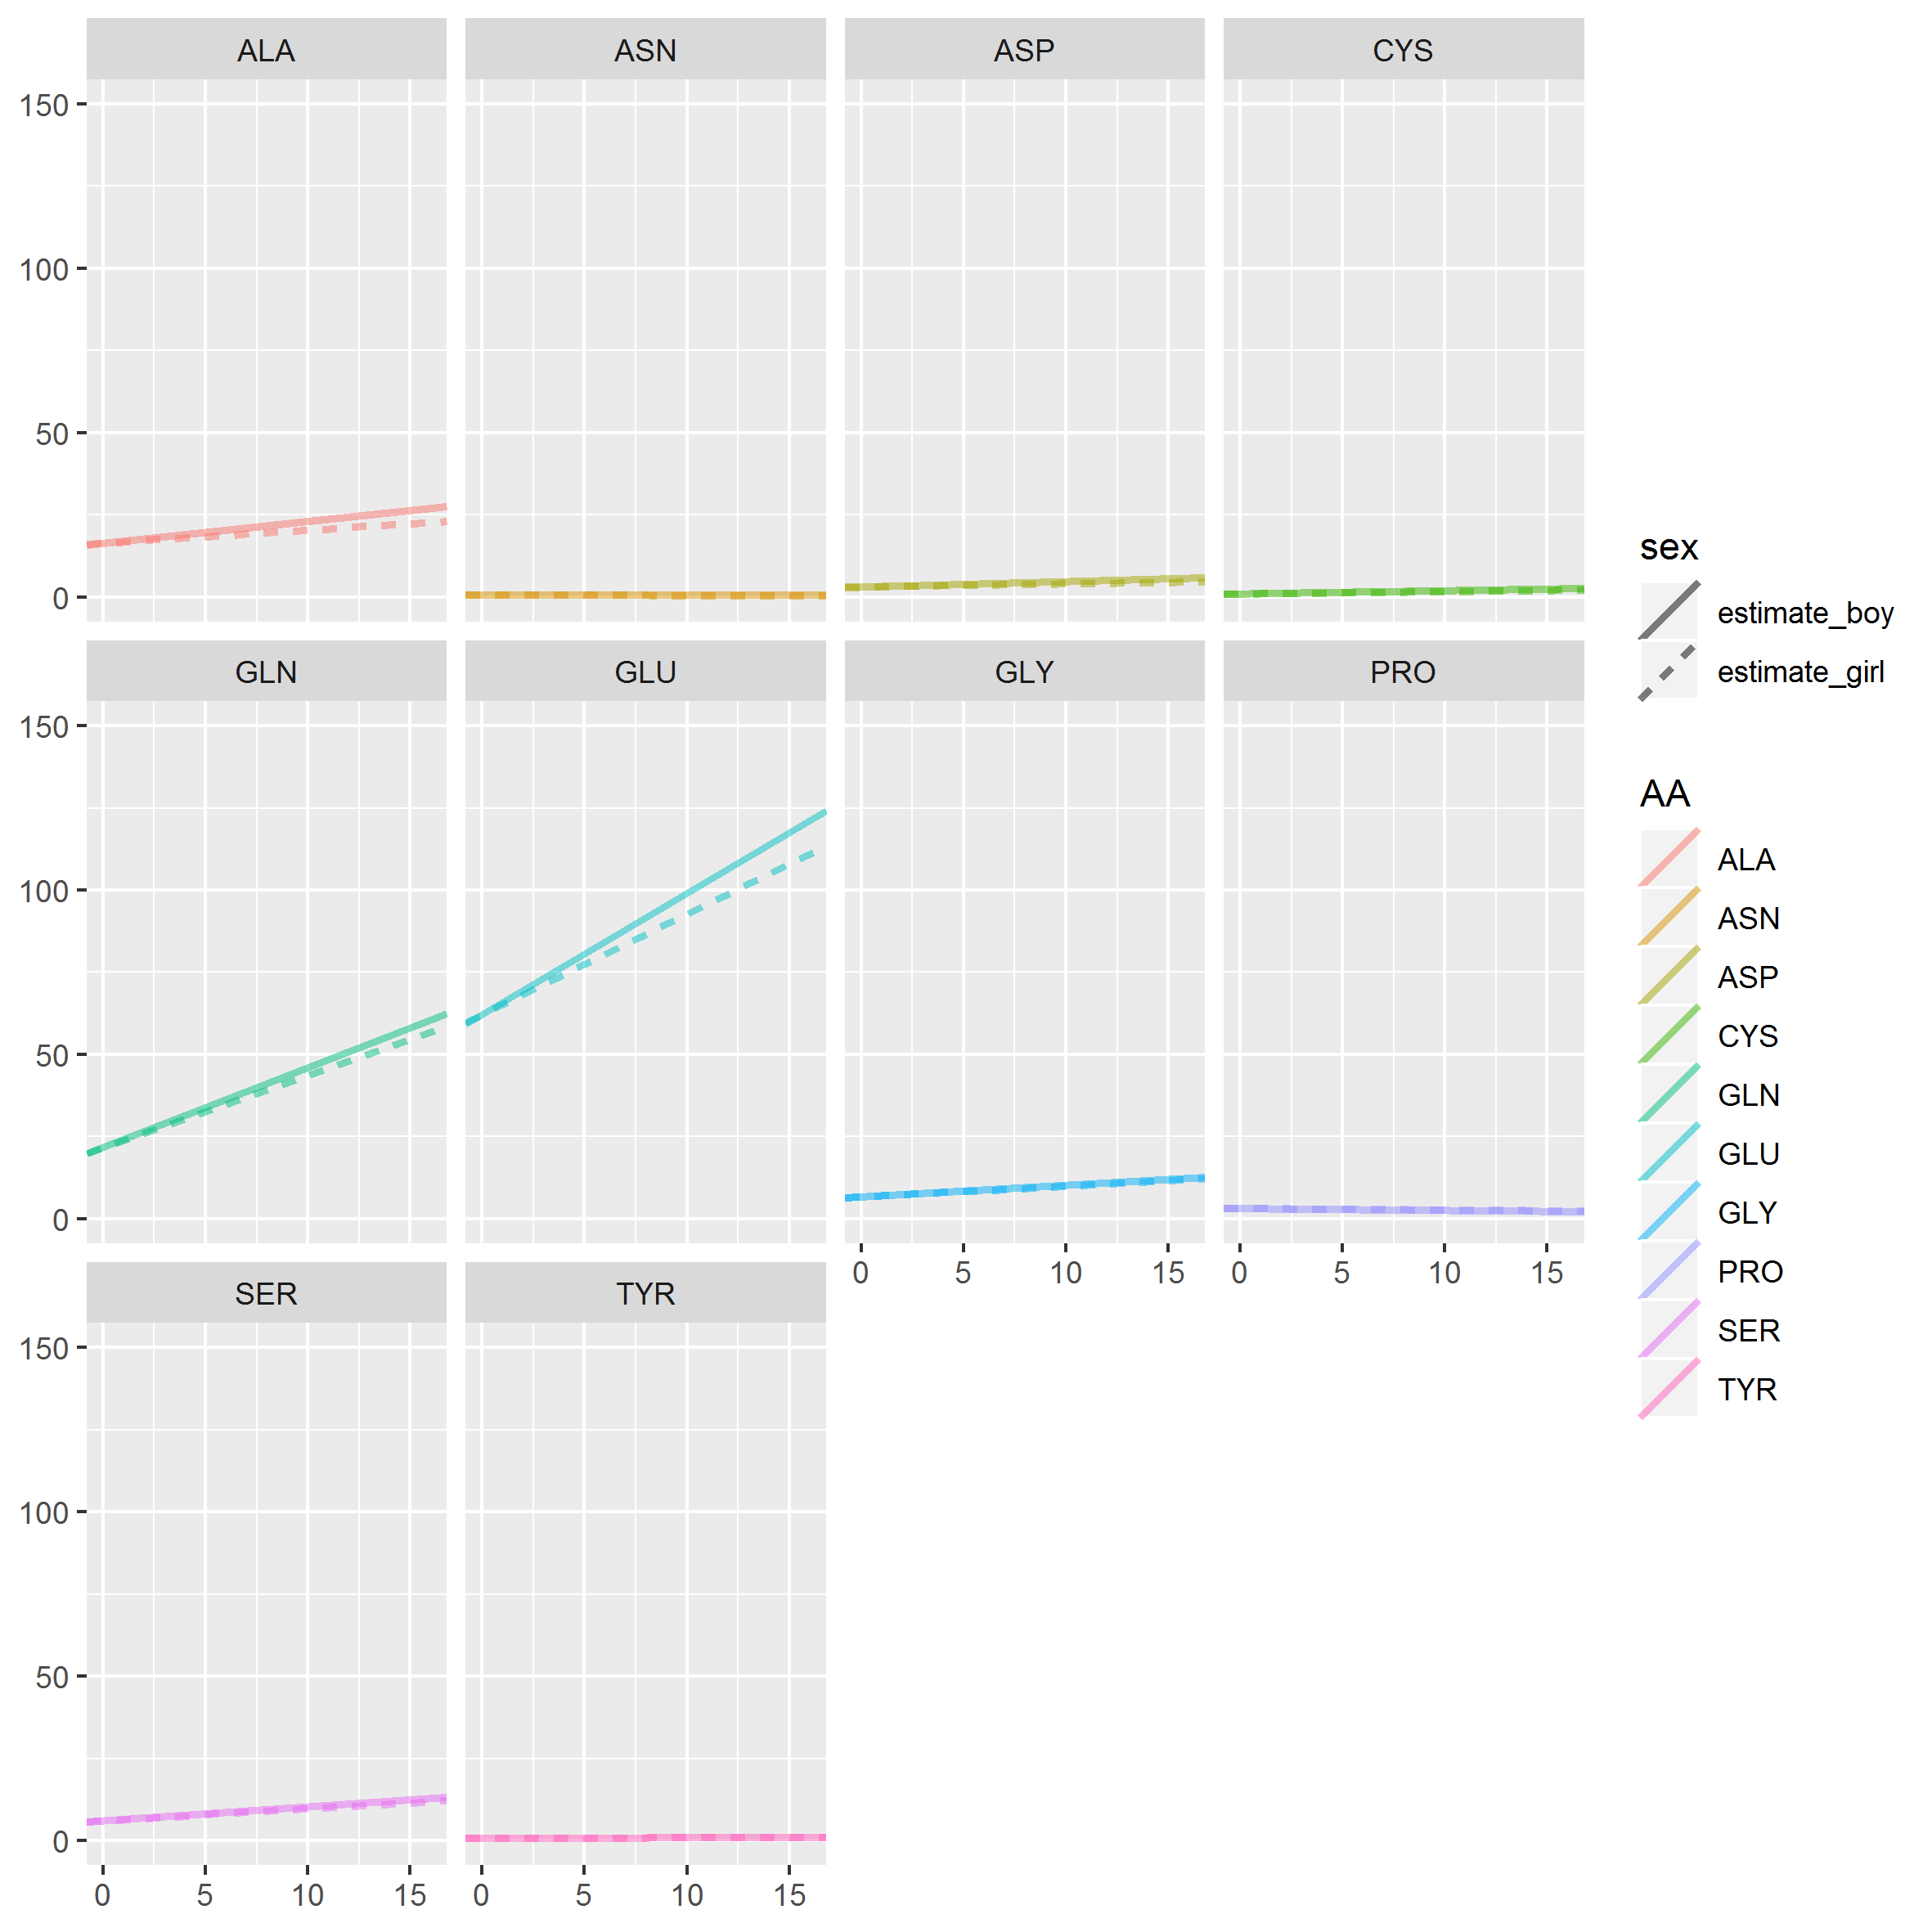 ALA ASN ASP CYS
150
100
50
0
GLN GLU GLY PRO
150
100
50
0
0 5 10 15 0 5 10 15
SER TYR
150
100
50
0
0 5 10 15 0 5 10 15
sex
estimate_boy
estimate_girl
AA
ALA
ASN
ASP
CYS
GLN
GLU
GLY
PRO
SER
TYR